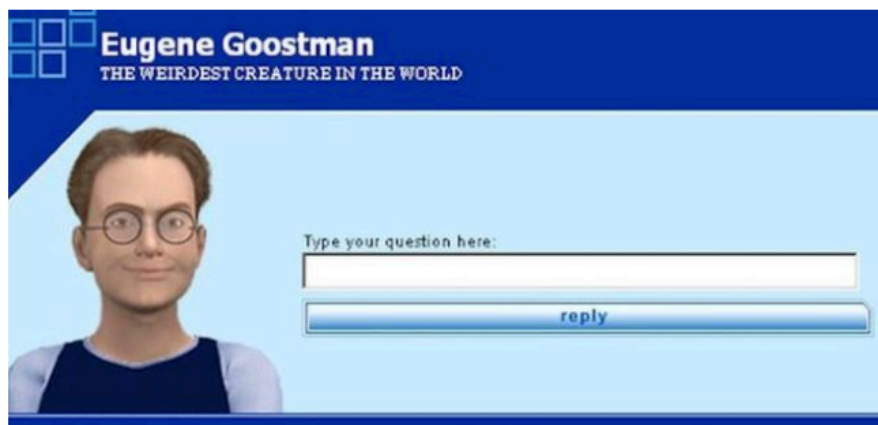 Eugene Goostman
THE WEIRDEST CREATURE IN THE WORLD
Type your question here:
reply